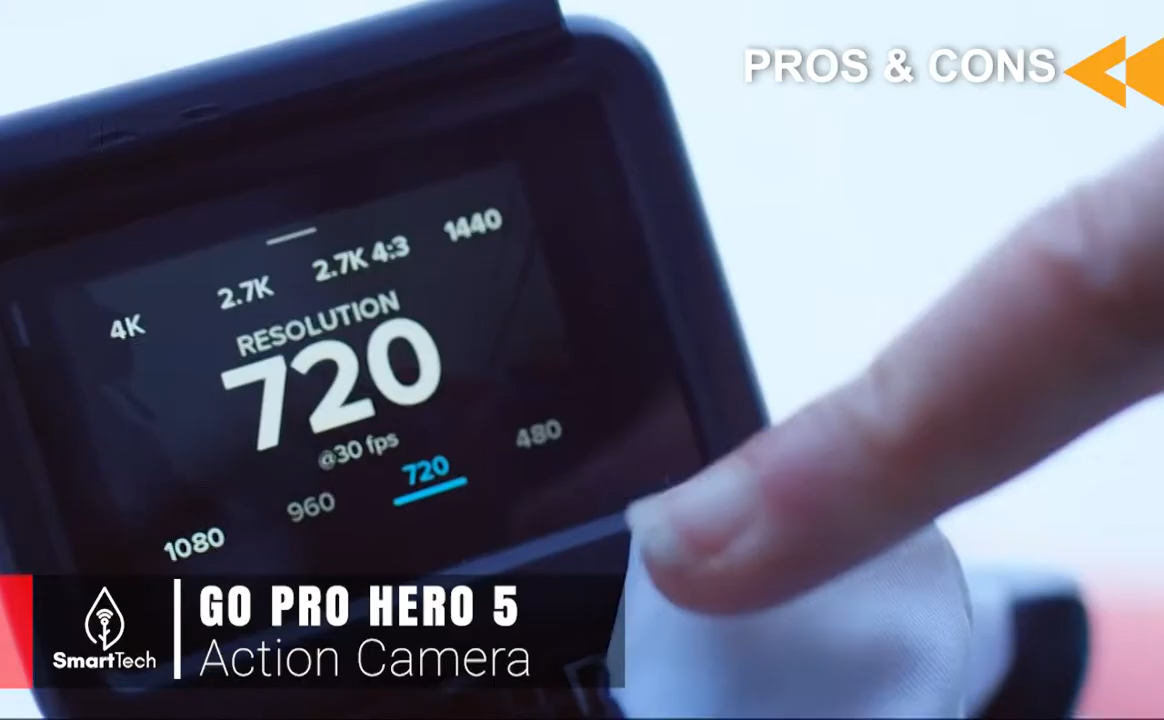 PROS & CONS
4K 2.7K 2.7K 4:3 1440
RESOLUTION
720
@30 fps
1080 960 720 480
GO PRO HERO 5
Action Camera
SmartTech